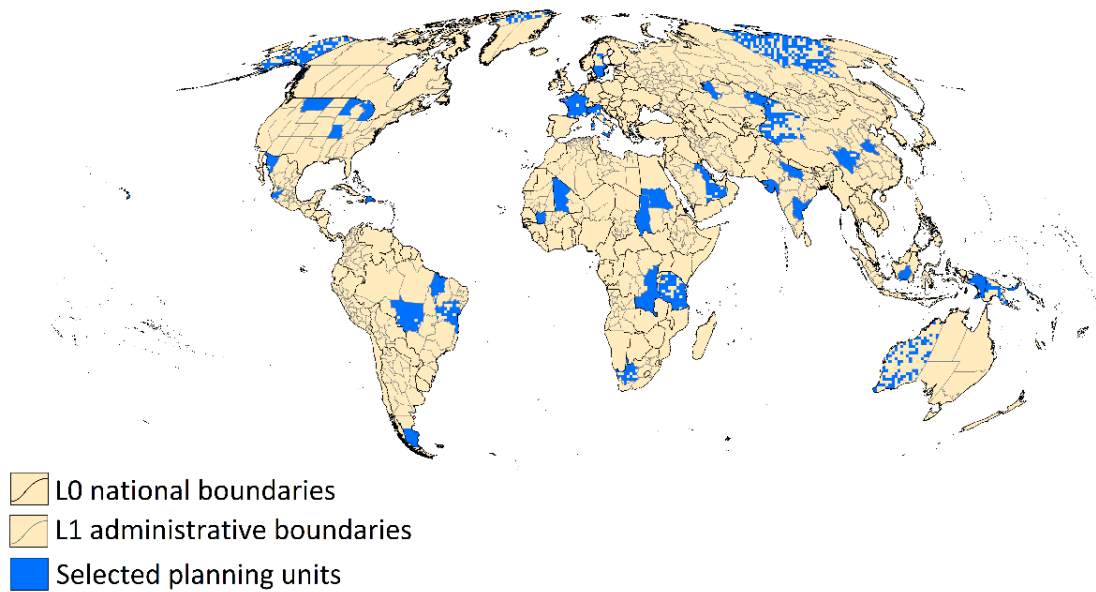 L0 national boundaries
L1 administrative boundaries
Selected planning units